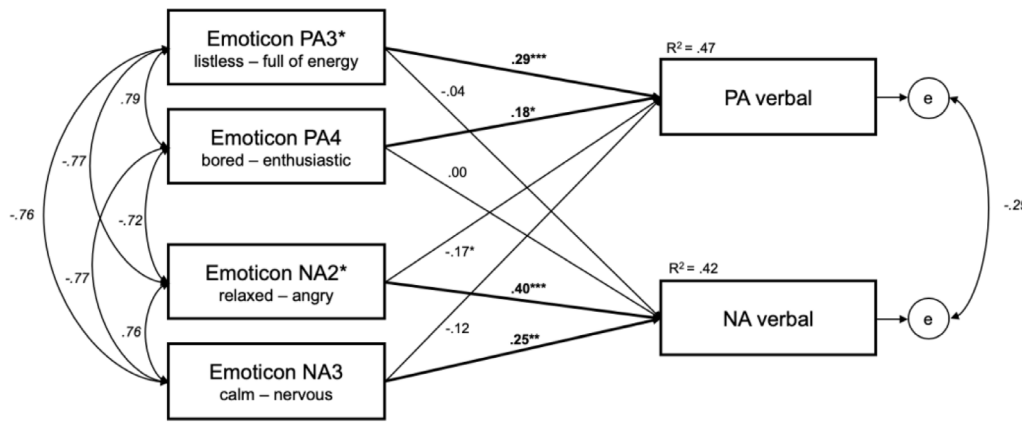 Emoticon PA3*
listless – full of energy
Emoticon PA4
bored – enthusiastic
Emoticon NA2*
relaxed – angry
Emoticon NA3
calm – nervous
.79
-.77
-.76
-.72
-.77
.76
.29***
-.04
.18*
.00
-.17*
.40***
-.12
.25**
R² = .47
PA verbal
e
R² = .42
NA verbal
e